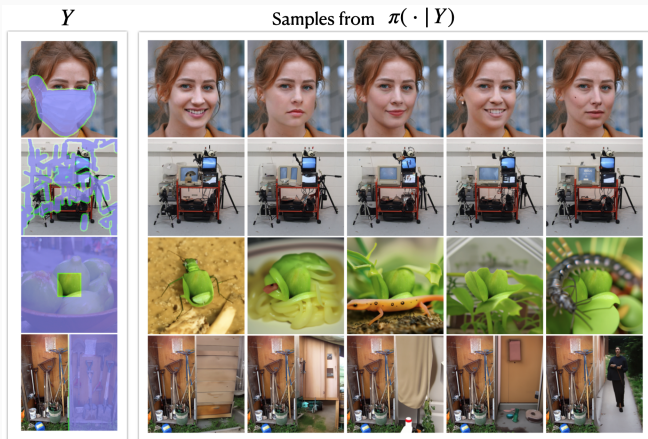 Y
Samples from π( · | Y)